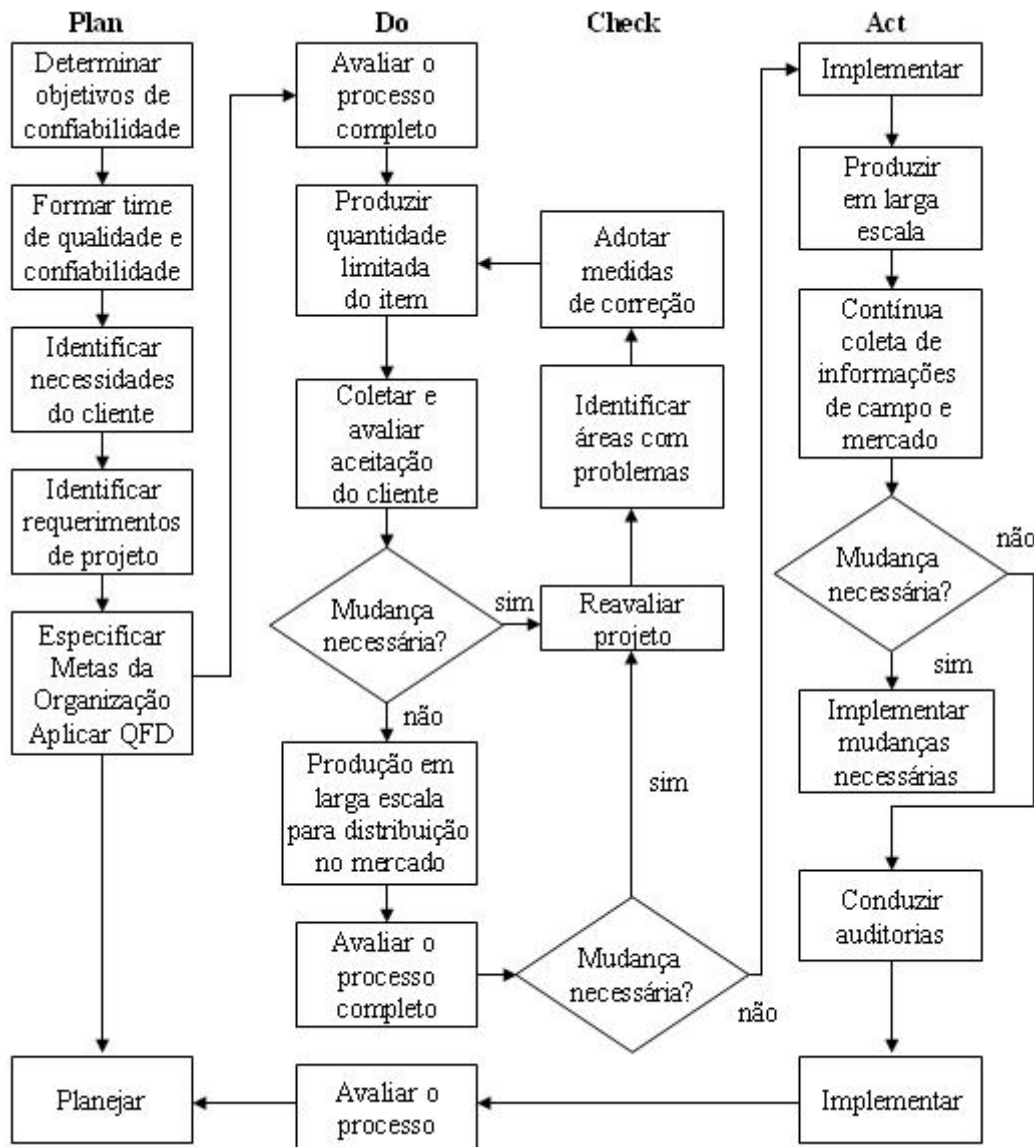 Plan
Determinar
objetivos de
confiabilidade
Formar time
de qualidade e
confiabilidade
Identificar
necessidades
do cliente
Identificar
requerimentos
de projeto
Especificar
Metas da
Organização
Aplicar QFD
Planejar
Do
Avaliar o
processo
completo
Produzir
quantidade
limitada
do item
Coletar e
avaliar
aceitação
do cliente
Mudança
necessária?
sim
não
Produção em
larga escala
para distribuição
no mercado
Avaliar o
processo
completo
Avaliar o
processo
Check
Adotar
medidas
de correção
Identificar
áreas com
problemas
Reavaliar
projeto
sim
Mudança
necessária?
não
Act
Implementar
Produzir
em larga
escala
Contínua
coleta de
informações
de campo e
mercado
não
Mudança
necessária?
sim
Implementar
mudanças
necessárias
Conduzir
auditorias
Implementar